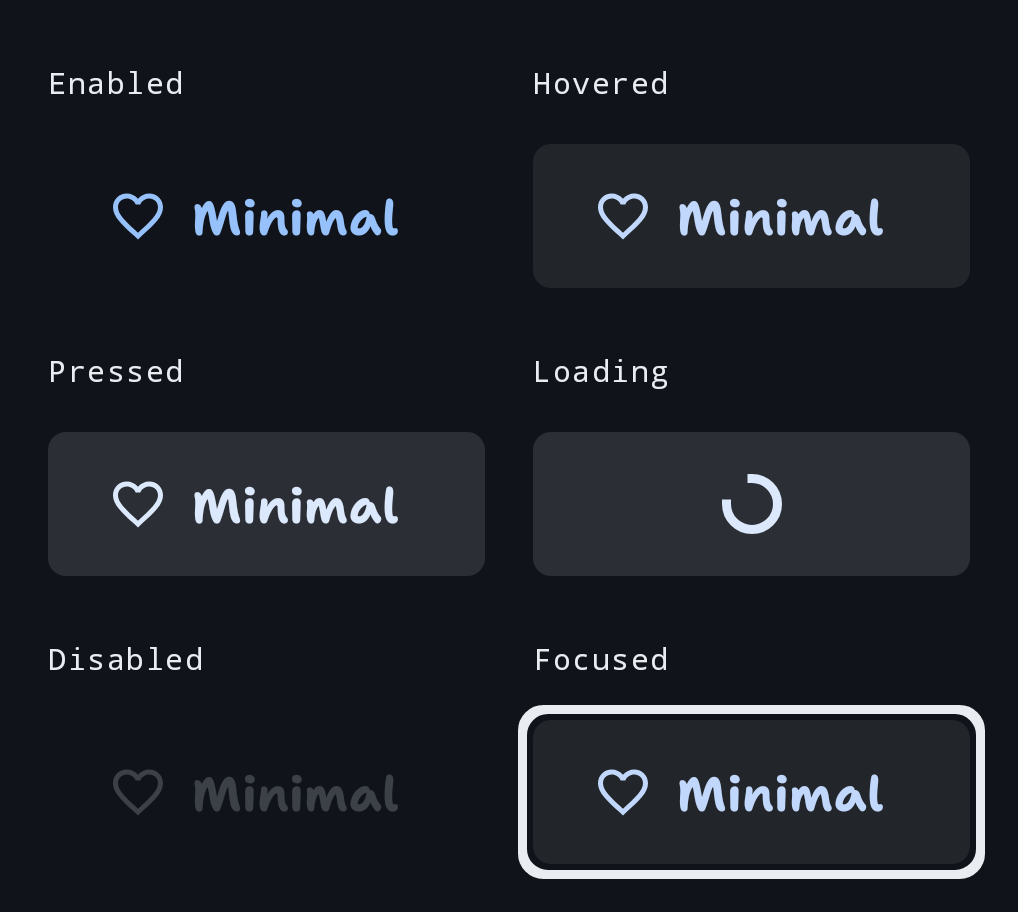 Enabled
Hovered
Minimal
Minimal
Pressed
Loading
Minimal
Disabled
Focused
Minimal
Minimal